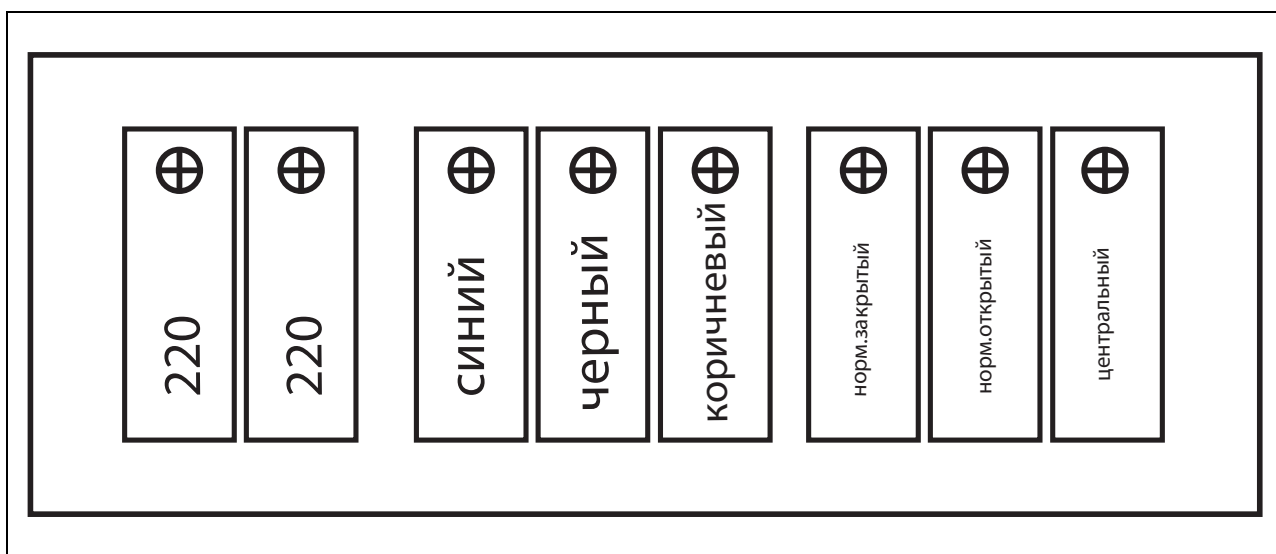 220
220
синий
черный
коричневый
норм.закрытый
норм.открытый
центральный